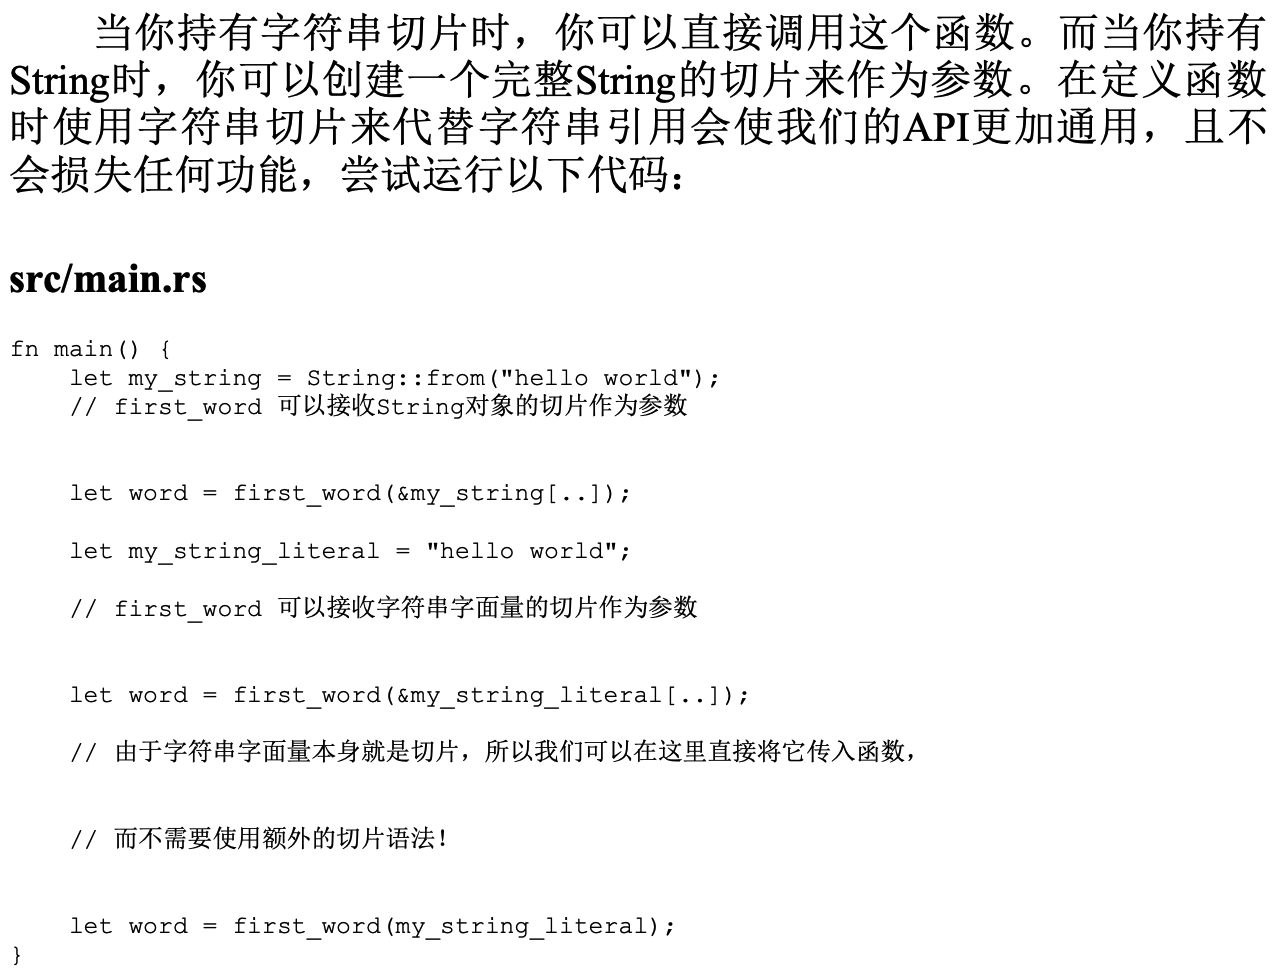 当你持有字符串切片时，你可以直接调用这个函数。而当你持有
String时，你可以创建一个完整String的切片来作为参数。在定义函数
时使用字符串切片来代替字符串引用会使我们的API更加通用，且不
会损失任何功能，尝试运行以下代码：
src/main.rs
fn main() {
    let my_string = String::from("hello world");
    // first_word 可以接收String对象的切片作为参数
    let word = first_word(&my_string[..]);
    let my_string_literal = "hello world";
    // first_word 可以接收字符串字面量的切片作为参数
    let word = first_word(&my_string_literal[..]);
    // 由于字符串字面量本身就是切片，所以我们可以在这里直接将它传入函数，
    // 而不需要使用额外的切片语法！
    let word = first_word(my_string_literal);
}